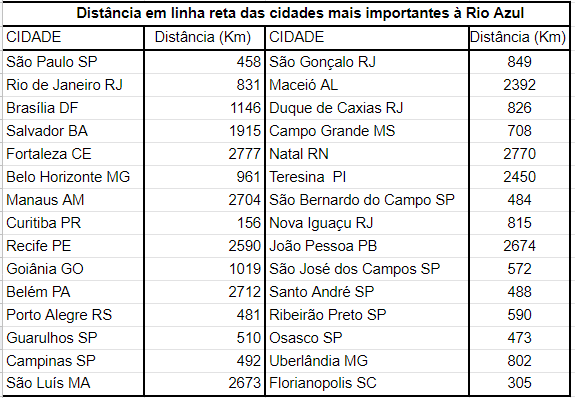 Distância em linha reta das cidades mais importantes à Rio Azul
CIDADE Distância (Km) CIDADE Distância (Km)
São Paulo SP 458 São Gonçalo RJ 849
Rio de Janeiro RJ 831 Maceió AL 2392
Brasília DF 1146 Duque de Caxias RJ 826
Salvador BA 1915 Campo Grande MS 708
Fortaleza CE 2777 Natal RN 2770
Belo Horizonte MG 961 Teresina PI 2450
Manaus AM 2704 São Bernardo do Campo SP 484
Curitiba PR 156 Nova Iguaçu RJ 815
Recife PE 2590 João Pessoa PB 2674
Goiânia GO 1019 São José dos Campos SP 572
Belém PA 2712 Santo André SP 488
Porto Alegre RS 481 Ribeirão Preto SP 590
Guarulhos SP 510 Osasco SP 473
Campinas SP 492 Uberlândia MG 802
São Luís MA 2673 Florianopolis SC 305